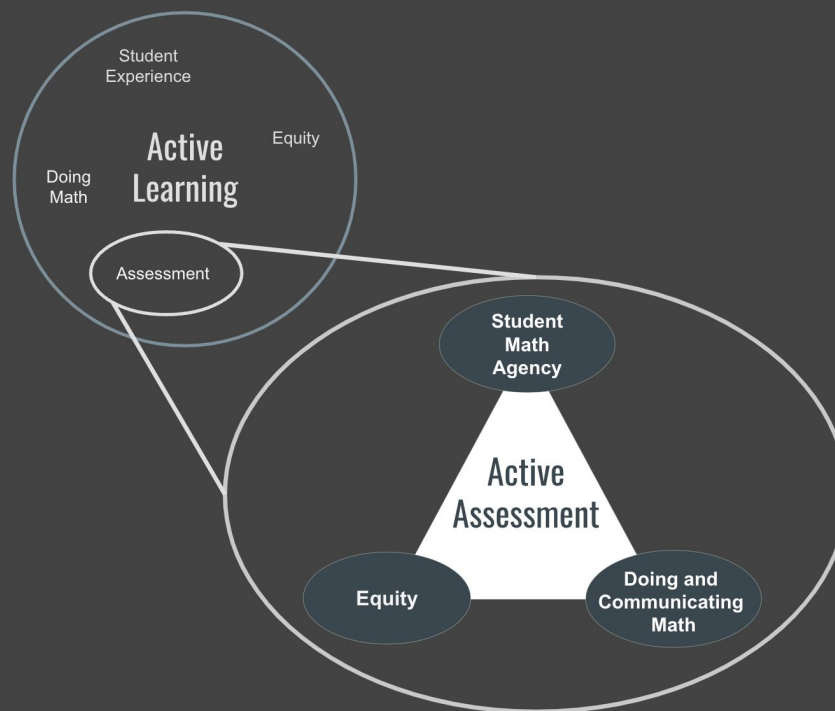 Student
Experience
Active
Learning
Equity
Doing
Math
Assessment
Student
Math
Agency
Active
Assessment
Equity
Doing and
Communicating
Math